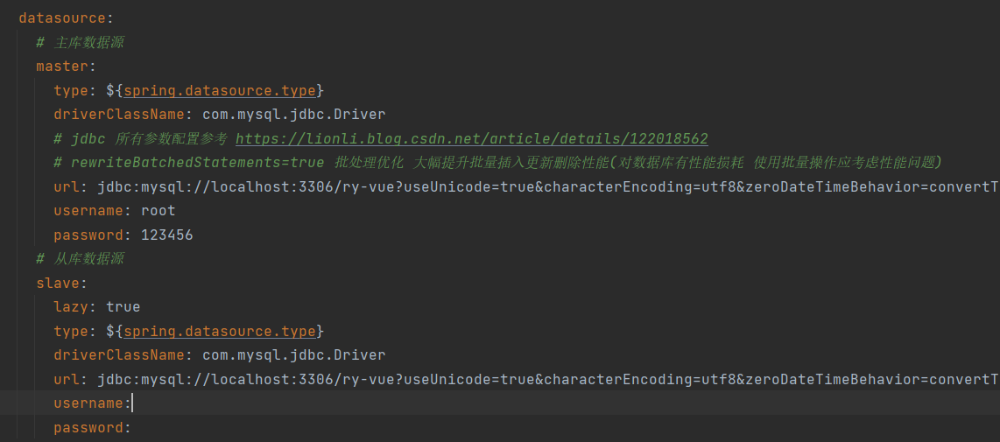 datasource:
# 主库数据源
master:
type: ${spring.datasource.type}
driverClassName: com.mysql.jdbc.Driver
# jdbc 所有参数配置参考 https://lionli.blog.csdn.net/article/details/122018562
# rewriteBatchedStatements=true 批处理优化 大幅提升批量插入更新删除性能(对数据库有性能损耗 使用批量操作应考虑性能问题)
url: jdbc:mysql://localhost:3306/ry-vue?useUnicode=true&characterEncoding=utf8&zeroDateTimeBehavior=convertT
username: root
password: 123456
# 从库数据源
slave:
lazy: true
type: ${spring.datasource.type}
driverClassName: com.mysql.jdbc.Driver
url: jdbc:mysql://localhost:3306/ry-vue?useUnicode=true&characterEncoding=utf8&zeroDateTimeBehavior=convertT
username:
password: